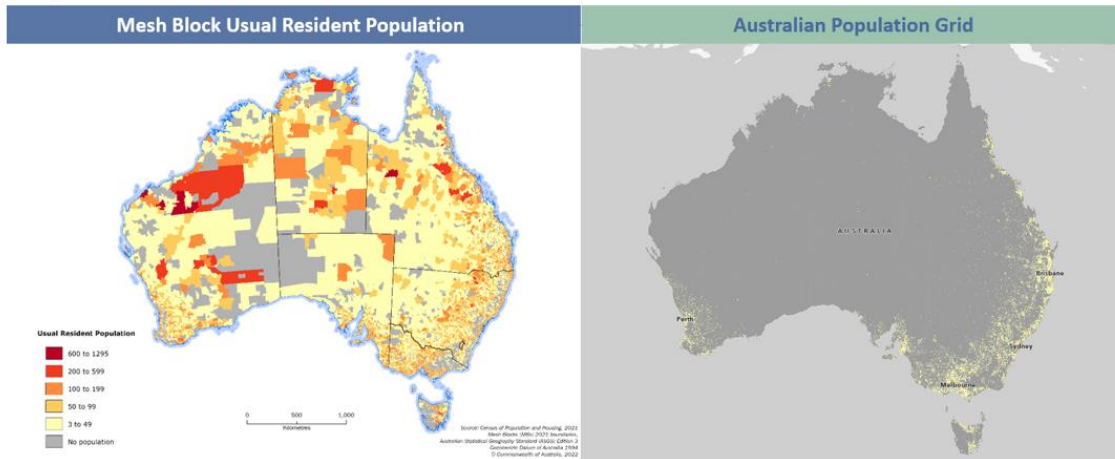 Mesh Block Usual Resident Population
Australian Population Grid
Usual Resident Population
600 to 1295
200 to 599
100 to 199
50 to 99
3 to 49
No population
0 500 1,000
Kilometres
Source: Census of Population and Housing, 2021
Mesh Blocks (MBs) 2021 boundaries,
Australian Statistical Geography Standard (ASGS) Edition 3
Geocentric Datum of Australia 1994
© Commonwealth of Australia, 2022
AUSTRALIA
Brisbane
Perth
Sydney
Melbourne